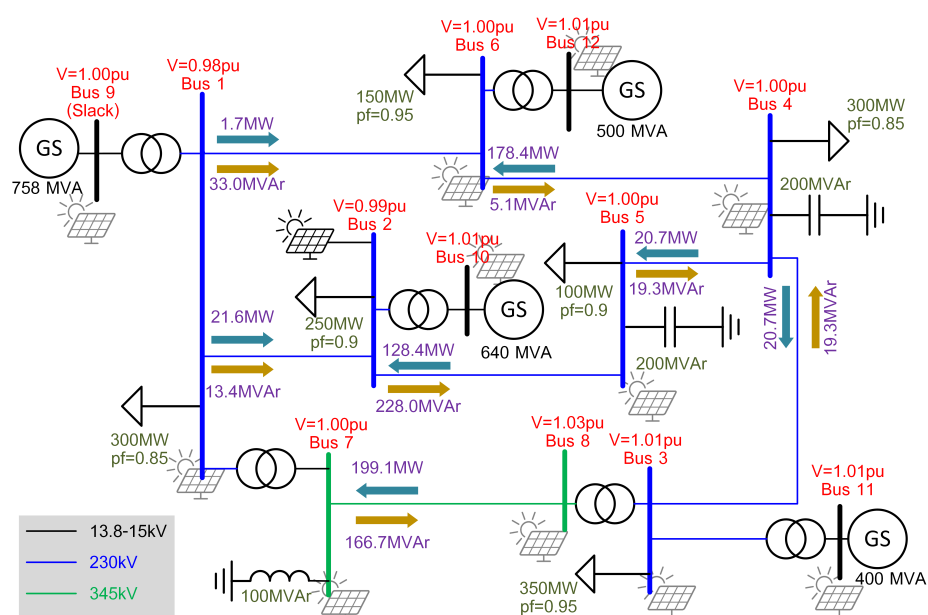 V=1.00pu
Bus 6
V=1.01pu
Bus 12
V=1.00pu
Bus 9
(Slack)
V=0.98pu
Bus 1
V=1.00pu
Bus 4
150MW
pf=0.95
GS
500 MVA
300MW
pf=0.85
GS
758 MVA
1.7MW
33.0MVAr
178.4MW
5.1MVAr
200MVAr
V=0.99pu
Bus 2
V=1.01pu
Bus 10
V=1.00pu
Bus 5
20.7MW
19.3MVAr
100MW
pf=0.9
20.7MW
19.3MVAr
250MW
pf=0.9
GS
640 MVA
21.6MW
13.4MVAr
128.4MW
228.0MVAr
200MVAr
300MW
pf=0.85
V=1.00pu
Bus 7
V=1.03pu
Bus 8
V=1.01pu
Bus 3
V=1.01pu
Bus 11
199.1MW
166.7MVAr
GS
400 MVA
100MVAr
350MW
pf=0.95
13.8-15kV
230kV
345kV